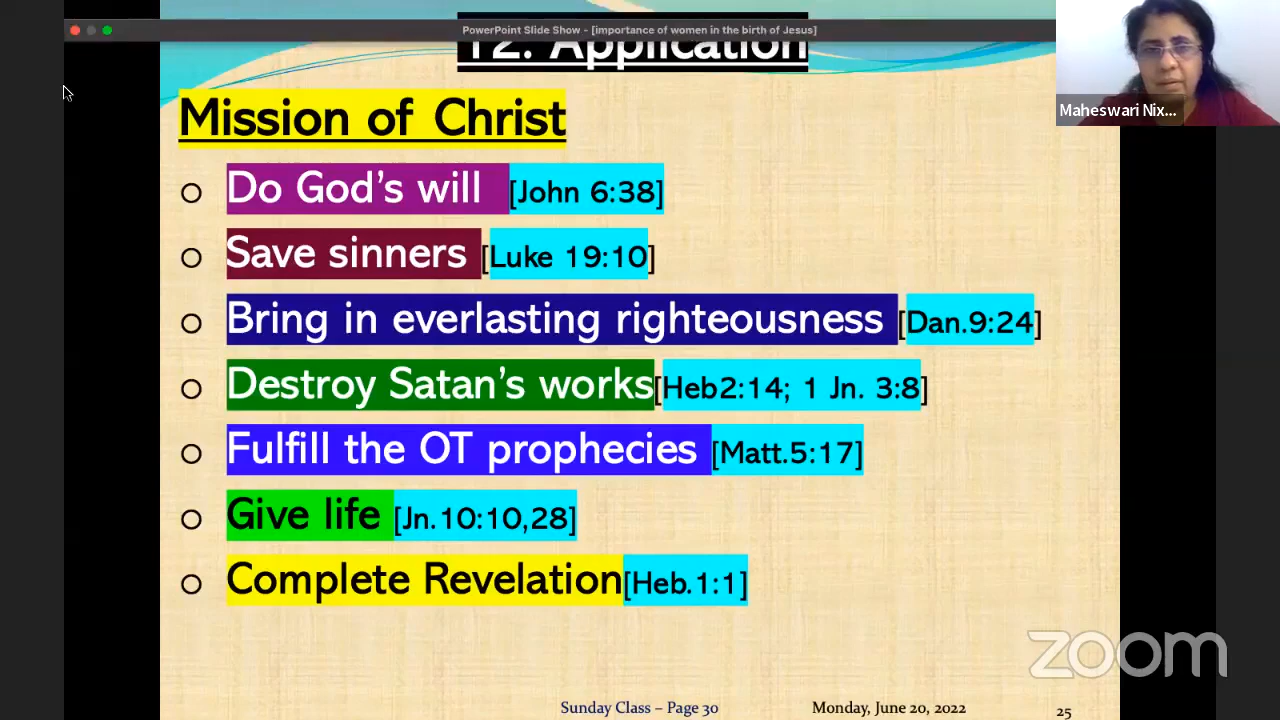 PowerPoint Slide Show - [importance of women in the birth of Jesus]
12. Application
Maheswari Nix...
Mission of Christ
Do God's will [John 6:38]
Save sinners [Luke 19:10]
Bring in everlasting righteousness [Dan.9:24]
Destroy Satan's works[Heb2:14; 1 Jn. 3:8]
Fulfill the OT prophecies [Matt.5:17]
Give life [Jn.10:10,28]
Complete Revelation[Heb.1:1]
zoom
Sunday Class – Page 30
Monday, June 20, 2022
25